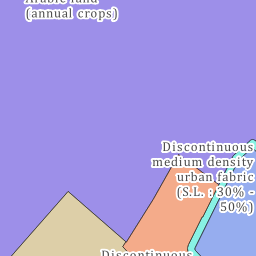 Arable land
(annual crops)
Discontinuous
medium density
urban fabric
(S.L. : 30% -
50%)
Discontinuous